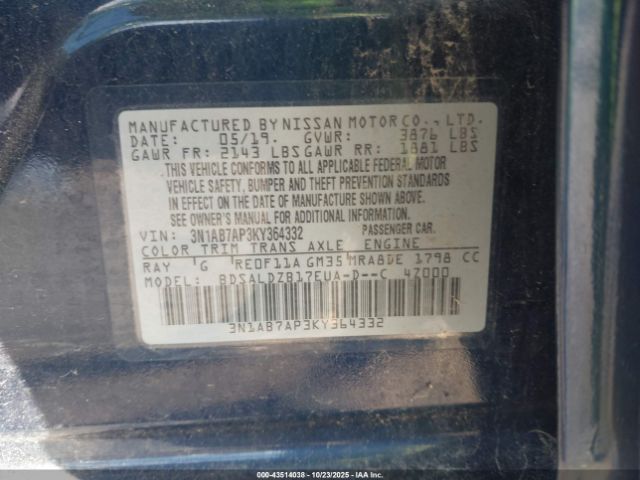 MANUFACTURED BY NISSAN MOTOR CO., LTD.
DATE: 05/19. GVWR: 3876 LBS
GAWR FR: 2143 LBS GAWR RR: 1881 LBS
THIS VEHICLE CONFORMS TO ALL APPLICABLE FEDERAL MOTOR
VEHICLE SAFETY, BUMPER AND THEFT PREVENTION STANDARDS
IN EFFECT ON THE DATE OF MANUFACTURE SHOWN ABOVE.
SEE OWNER'S MANUAL FOR ADDITIONAL INFORMATION.
VIN: 3N1AB7AP3KY364332 PASSENGER CAR.
COLOR TRIM TRANS AXLE ENGINE
RAY G RE0F11A GM35 MRA8DE 1798 CC
MODEL: BDSALDZB17EUA-D--C 47000
3N1AB7AP3KY364332
© IAA 00-43514038 10/23/2025 - AUCTION